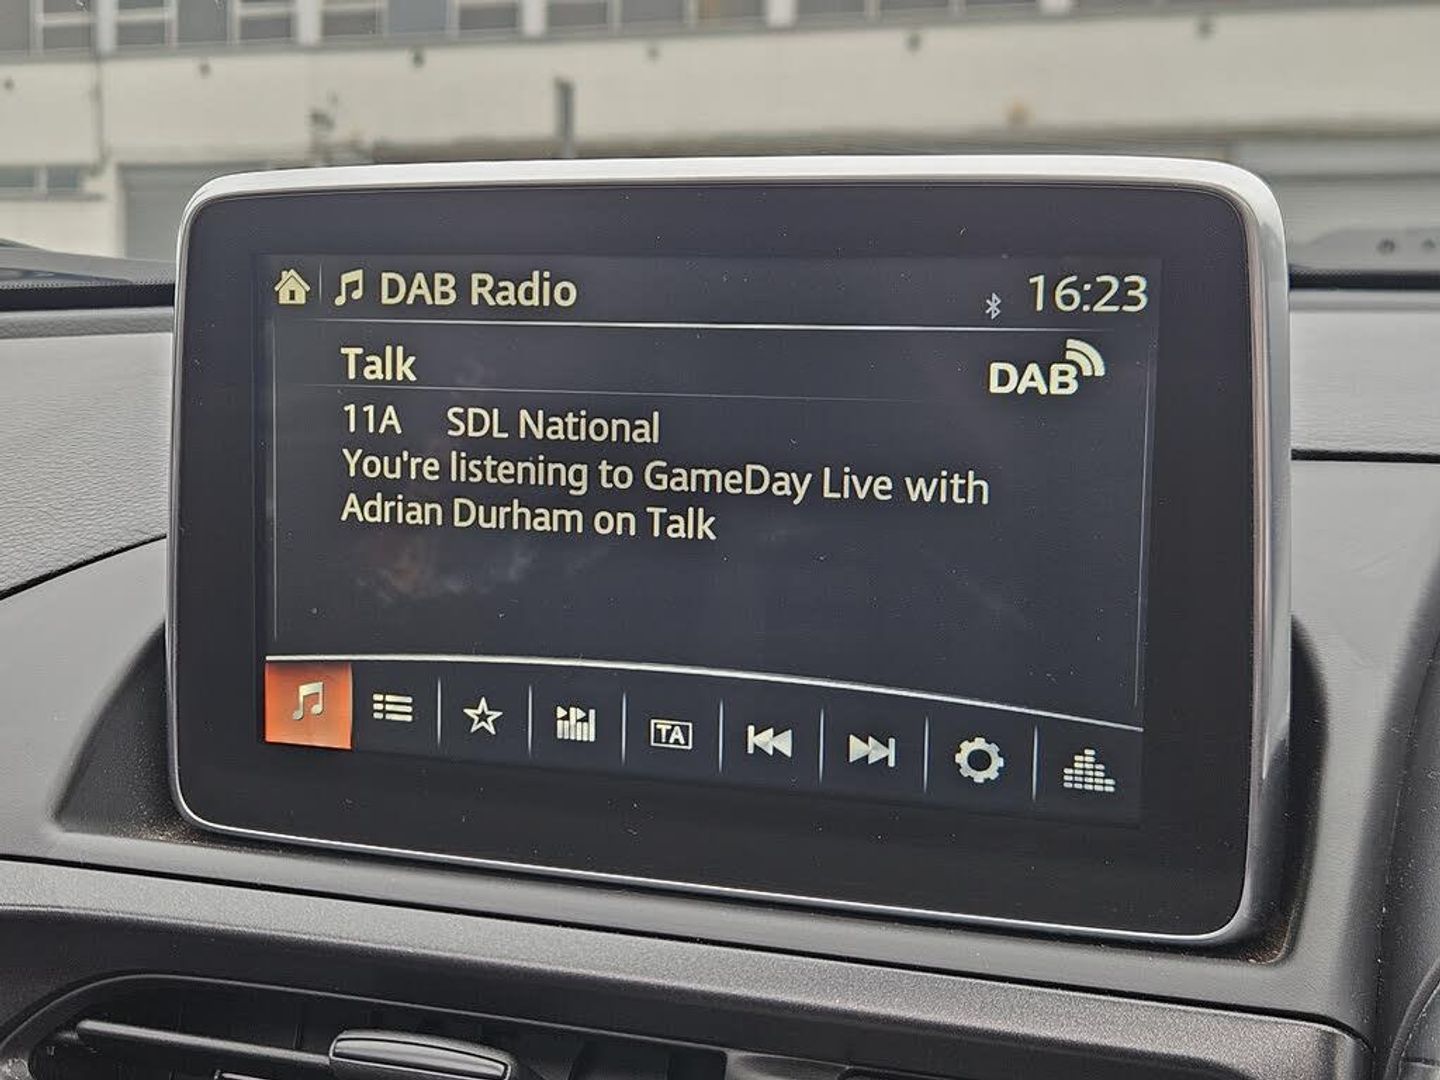 DAB Radio 16:23
Talk DAB
11A SDL National
You're listening to GameDay Live with
Adrian Durham on Talk
TA